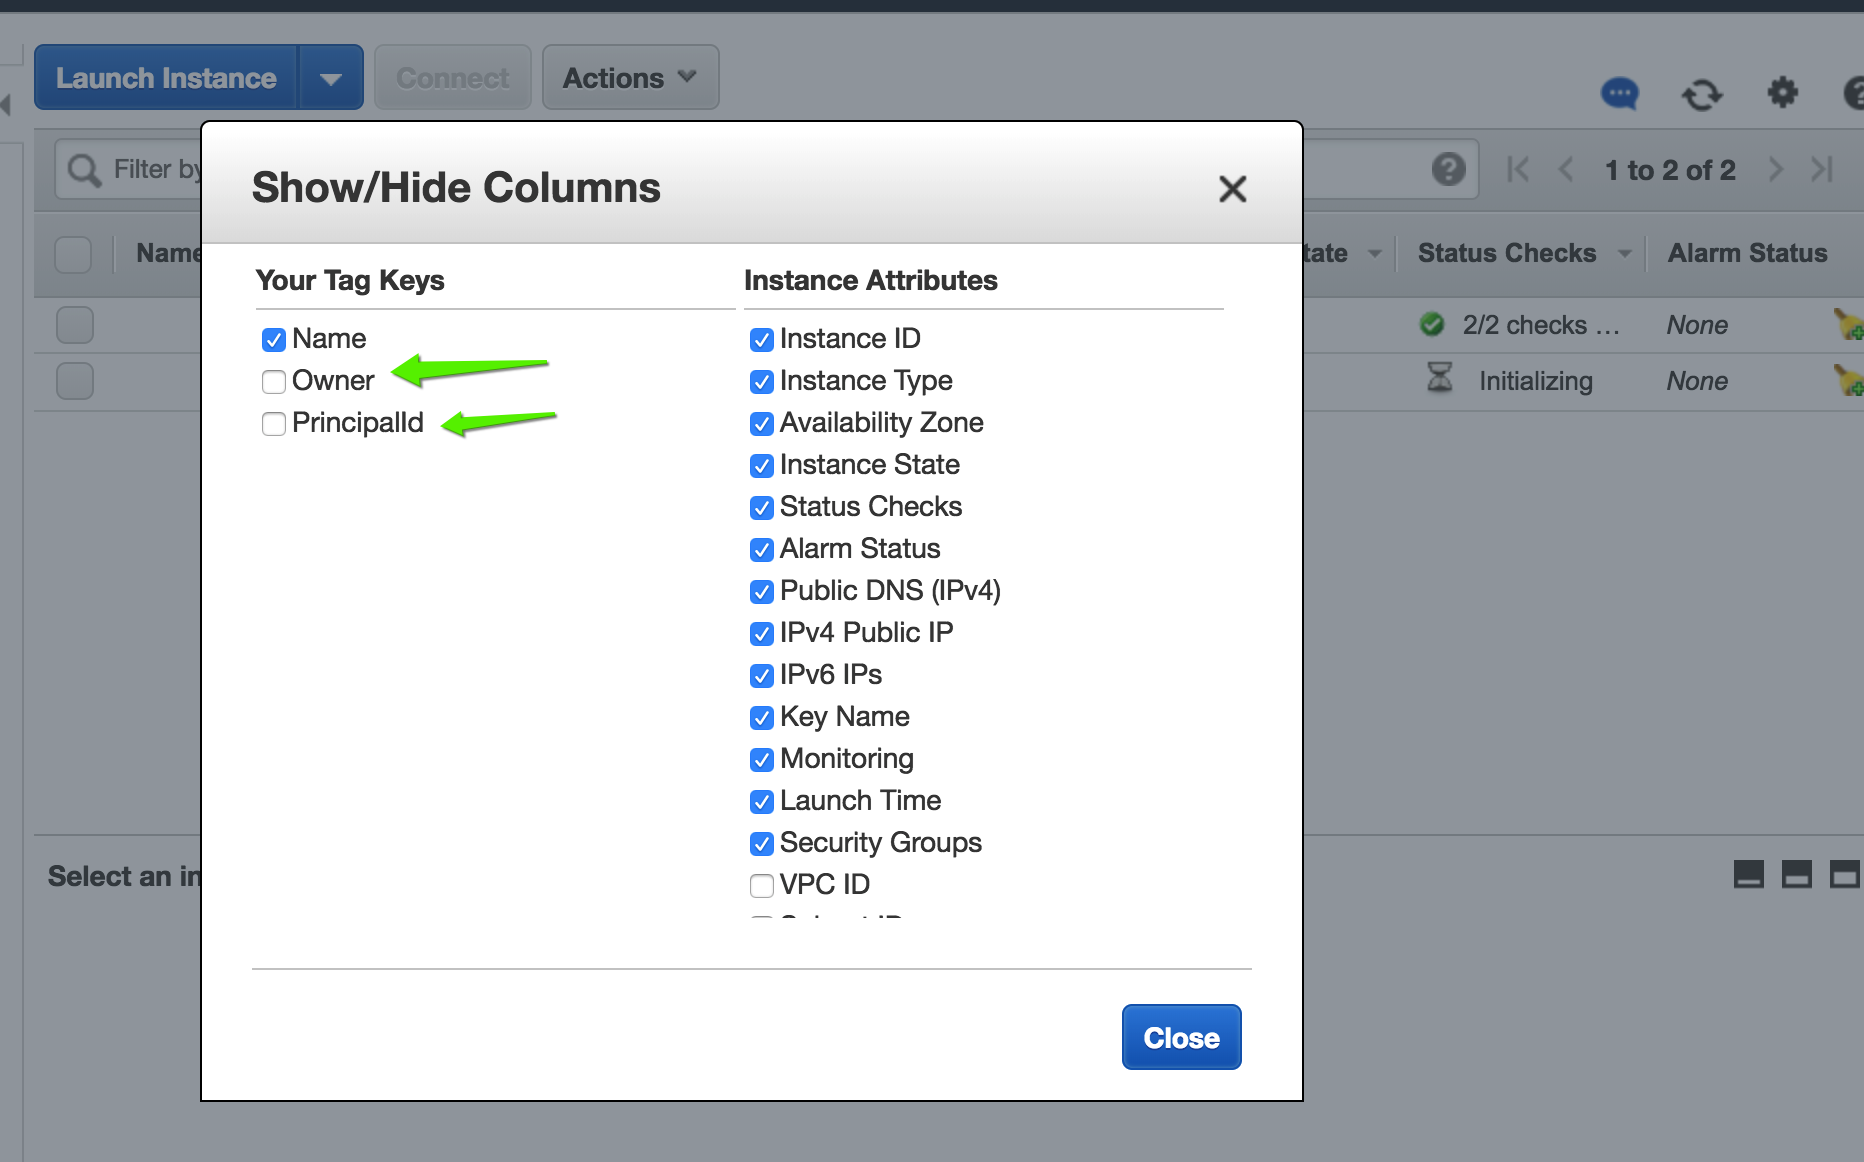 Launch Instance
Connect
Actions
Filter by
1 to 2 of 2
Name
tate
Status Checks
Alarm Status
2/2 checks ...
None
Initializing
None
Show/Hide Columns
Your Tag Keys
Name
Owner
PrincipalId
Instance Attributes
Instance ID
Instance Type
Availability Zone
Instance State
Status Checks
Alarm Status
Public DNS (IPv4)
IPv4 Public IP
IPv6 IPs
Key Name
Monitoring
Launch Time
Security Groups
VPC ID
Select an in
Close